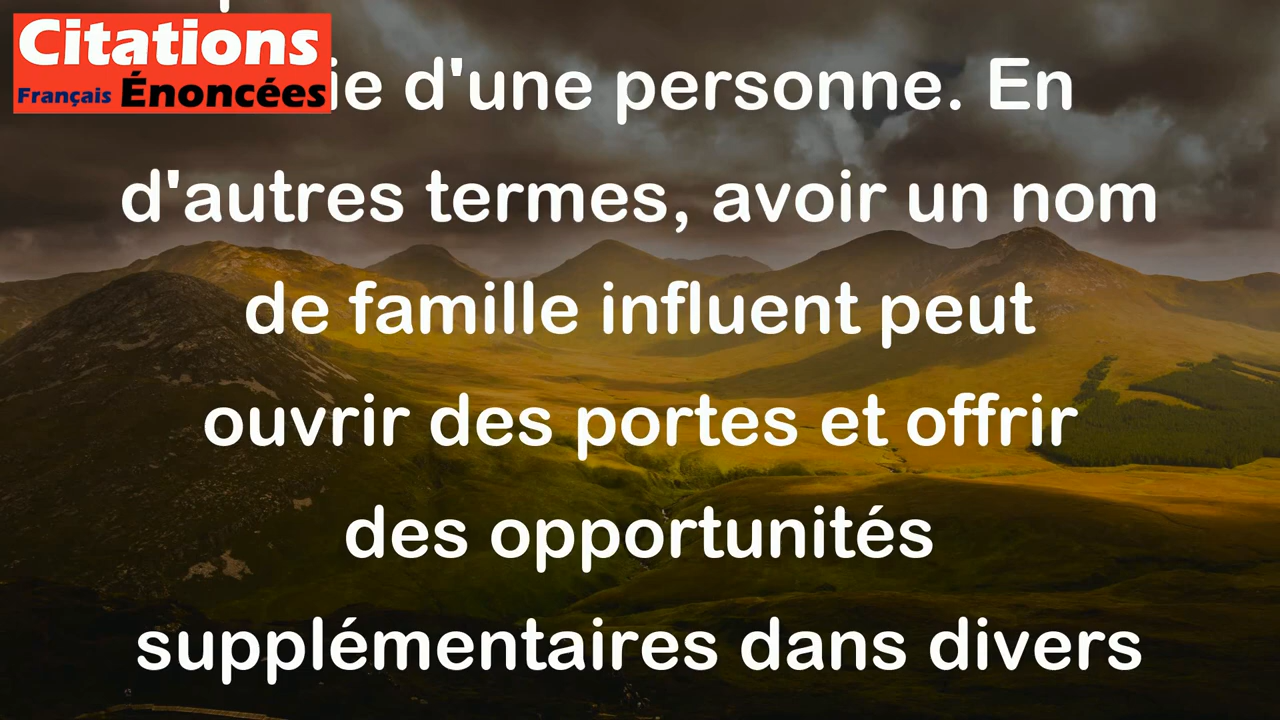 Citations
Français Énoncées
d'une personne. En
d'autres termes, avoir un nom
de famille influent peut
ouvrir des portes et offrir
des opportunités
supplémentaires dans divers